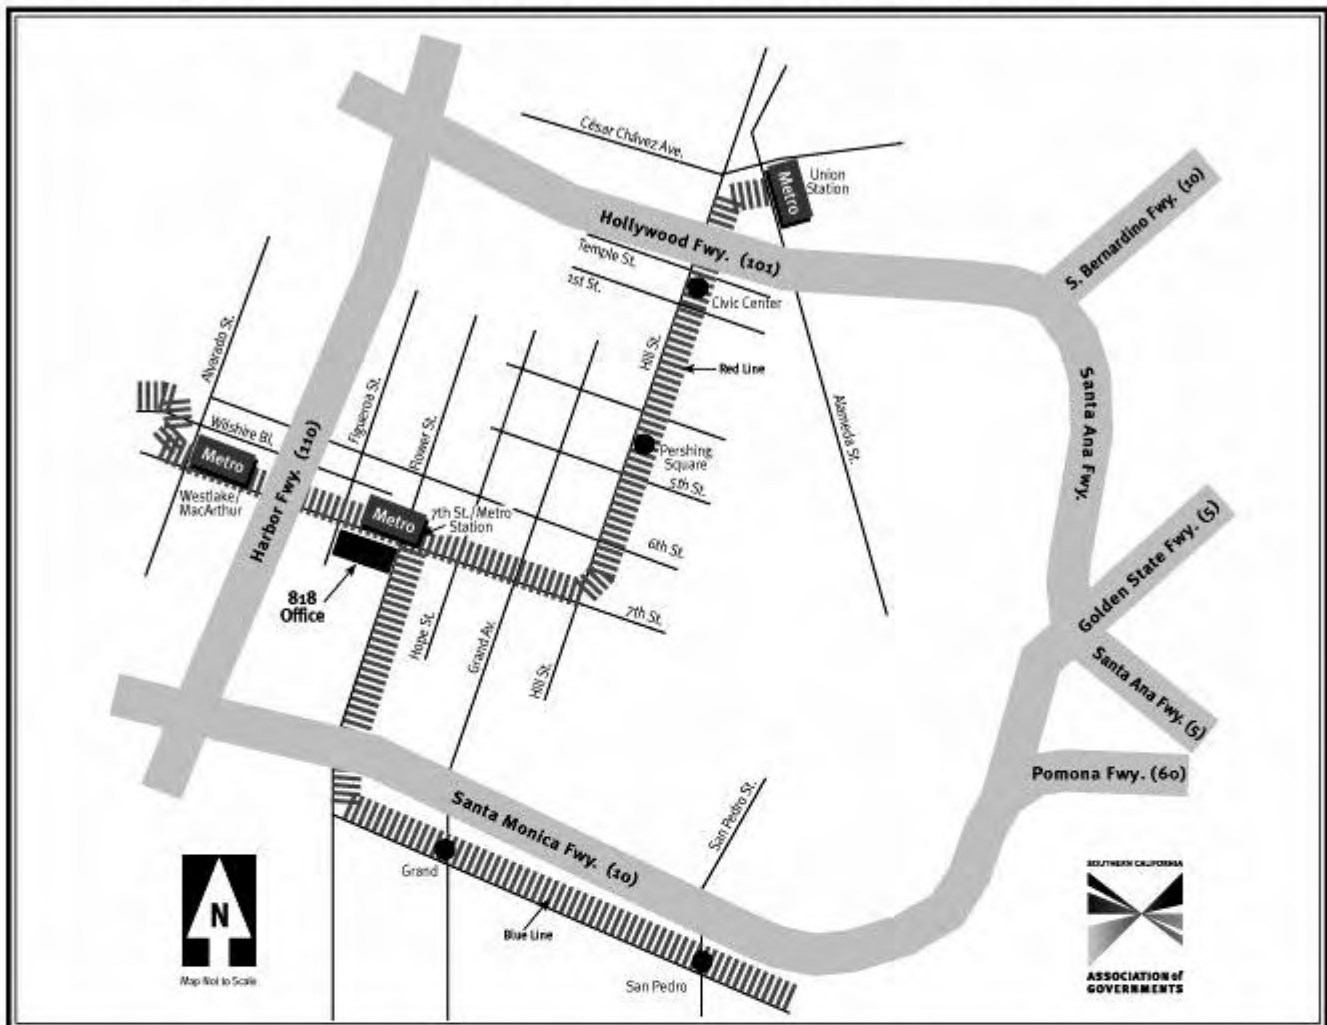 César Chávez Ave.
Metro
Union
Station
S. Bernardino Fwy. (10)
Hollywood Fwy. (101)
Temple St.
1st St.
Civic Center
Alvarado St.
Hill St.
Red Line
Figueroa St.
Flower St.
Santa Ana Fwy.
Alameda St.
Wilshire Bl.
Harbor Fwy. (110)
Pershing
Square
Metro
Westlake/
MacArthur
5th St.
Metro
7th St./Metro
Station
6th St.
Golden State Fwy. (5)
818
Office
7th St.
Hope St.
Grand Av.
Hill St.
Santa Ana Fwy. (5)
Pomona Fwy. (60)
Santa Monica Fwy. (10)
San Pedro St.
Grand
Blue Line
San Pedro
N
Map Not to Scale
SOUTHERN CALIFORNIA
ASSOCIATION of
GOVERNMENTS